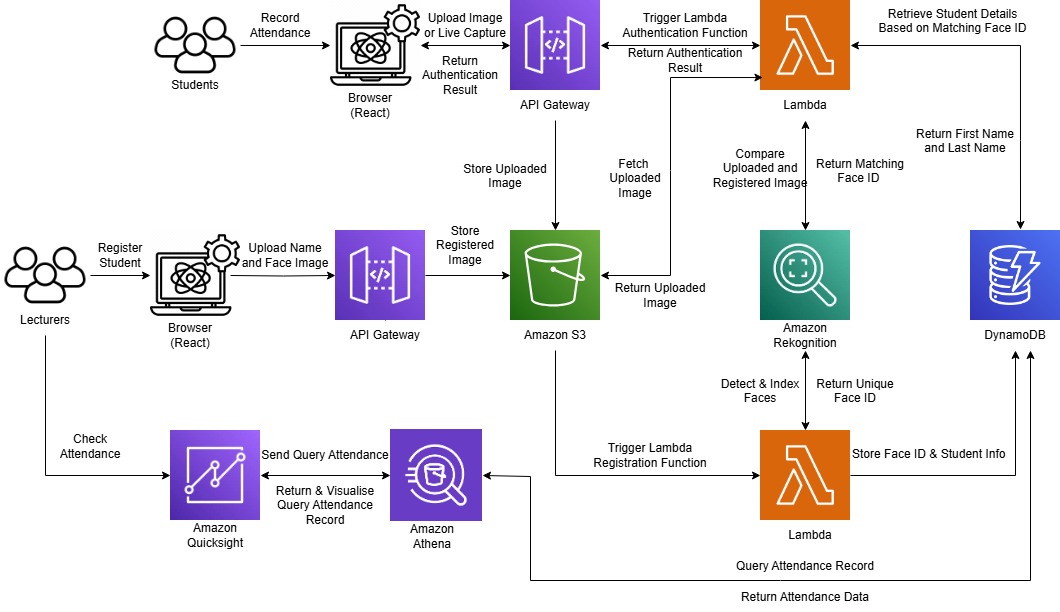 Record
Attendance
Upload Image
or Live Capture
Return
Authentication
Result
Trigger Lambda
Authentication Function
Return Authentication
Result
Retrieve Student Details
Based on Matching Face ID
Students
Browser
(React)
API Gateway
Lambda
Store Uploaded
Image
Fetch
Uploaded
Image
Compare
Uploaded and
Registered Image
Return Matching
Face ID
Return First Name
and Last Name
Register
Student
Upload Name
and Face Image
Store
Registered
Image
Return Uploaded
Image
Lecturers
Browser
(React)
API Gateway
Amazon S3
Amazon
Rekognition
DynamoDB
Detect & Index
Faces
Return Unique
Face ID
Check
Attendance
Send Query Attendance
Return & Visualise
Query Attendance
Record
Trigger Lambda
Registration Function
Store Face ID & Student Info
Amazon
Quicksight
Amazon
Athena
Lambda
Query Attendance Record
Return Attendance Data